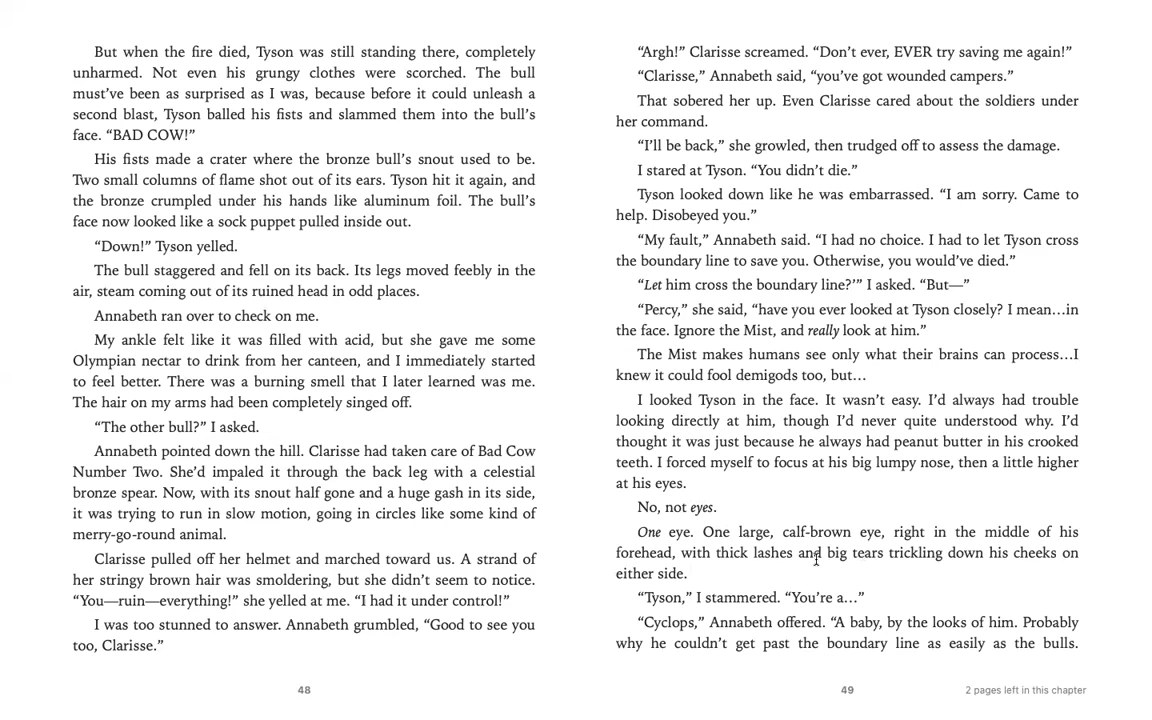 But when the fire died, Tyson was still standing there, completely
unharmed. Not even his grungy clothes were scorched. The bull
must’ve been as surprised as I was, because before it could unleash a
second blast, Tyson balled his fists and slammed them into the bull’s
face. “BAD COW!”
His fists made a crater where the bronze bull’s snout used to be.
Two small columns of flame shot out of its ears. Tyson hit it again, and
the bronze crumpled under his hands like aluminum foil. The bull’s
face now looked like a sock puppet pulled inside out.
“Down!” Tyson yelled.
The bull staggered and fell on its back. Its legs moved feebly in the
air, steam coming out of its ruined head in odd places.
Annabeth ran over to check on me.
My ankle felt like it was filled with acid, but she gave me some
Olympian nectar to drink from her canteen, and I immediately started
to feel better. There was a burning smell that I later learned was me.
The hair on my arms had been completely singed off.
“The other bull?” I asked.
Annabeth pointed down the hill. Clarisse had taken care of Bad Cow
Number Two. She’d impaled it through the back leg with a celestial
bronze spear. Now, with its snout half gone and a huge gash in its side,
it was trying to run in slow motion, going in circles like some kind of
merry-go-round animal.
Clarisse pulled off her helmet and marched toward us. A strand of
her stringy brown hair was smoldering, but she didn’t seem to notice.
“You—ruin—everything!” she yelled at me. “I had it under control!”
I was too stunned to answer. Annabeth grumbled, “Good to see you
too, Clarisse.”
48
“Argh!” Clarisse screamed. “Don’t ever, EVER try saving me again!”
“Clarisse,” Annabeth said, “you’ve got wounded campers.”
That sobered her up. Even Clarisse cared about the soldiers under
her command.
“I’ll be back,” she growled, then trudged off to assess the damage.
I stared at Tyson. “You didn’t die.”
Tyson looked down like he was embarrassed. “I am sorry. Came to
help. Disobeyed you.”
“My fault,” Annabeth said. “I had no choice. I had to let Tyson cross
the boundary line to save you. Otherwise, you would’ve died.”
“Let him cross the boundary line?’” I asked. “But—”
“Percy,” she said, “have you ever looked at Tyson closely? I mean…in
the face. Ignore the Mist, and really look at him.”
The Mist makes humans see only what their brains can process…I
knew it could fool demigods too, but…
I looked Tyson in the face. It wasn’t easy. I’d always had trouble
looking directly at him, though I’d never quite understood why. I’d
thought it was just because he always had peanut butter in his crooked
teeth. I forced myself to focus at his big lumpy nose, then a little higher
at his eyes.
No, not eyes.
One eye. One large, calf-brown eye, right in the middle of his
forehead, with thick lashes and big tears trickling down his cheeks on
either side.
“Tyson,” I stammered. “You’re a…”
“Cyclops,” Annabeth offered. “A baby, by the looks of him. Probably
why he couldn’t get past the boundary line as easily as the bulls.
49
2 pages left in this chapter